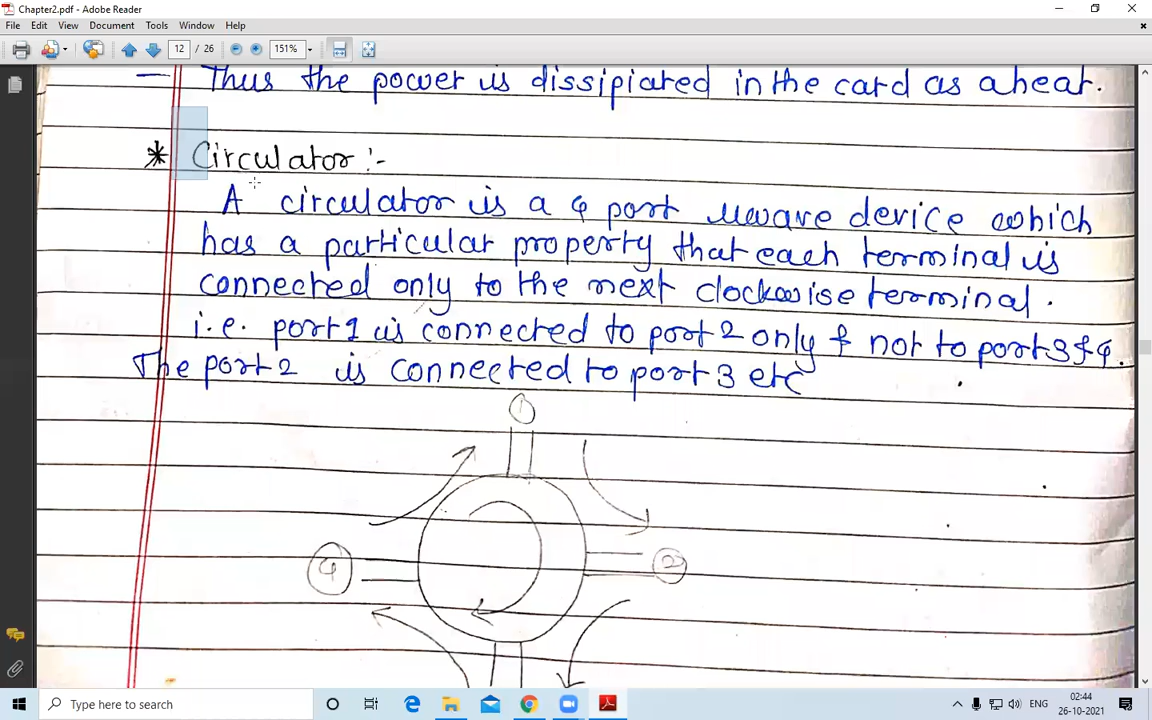 Chapter2.pdf - Adobe Reader
File Edit View Document Tools Window Help
12 / 26 151%
— Thus the power is dissipiated in the card as a heat.
* Circulator :-
A circulator is a 4 port μwave device which
has a particular property that each terminal is
connected only to the next clockwise terminal.
i.e. port 1 is connected to port 2 only & not to port 3 & 4.
The port 2 is connected to port 3 etc
1
4
2
Type here to search
ENG
02:44
26-10-2021